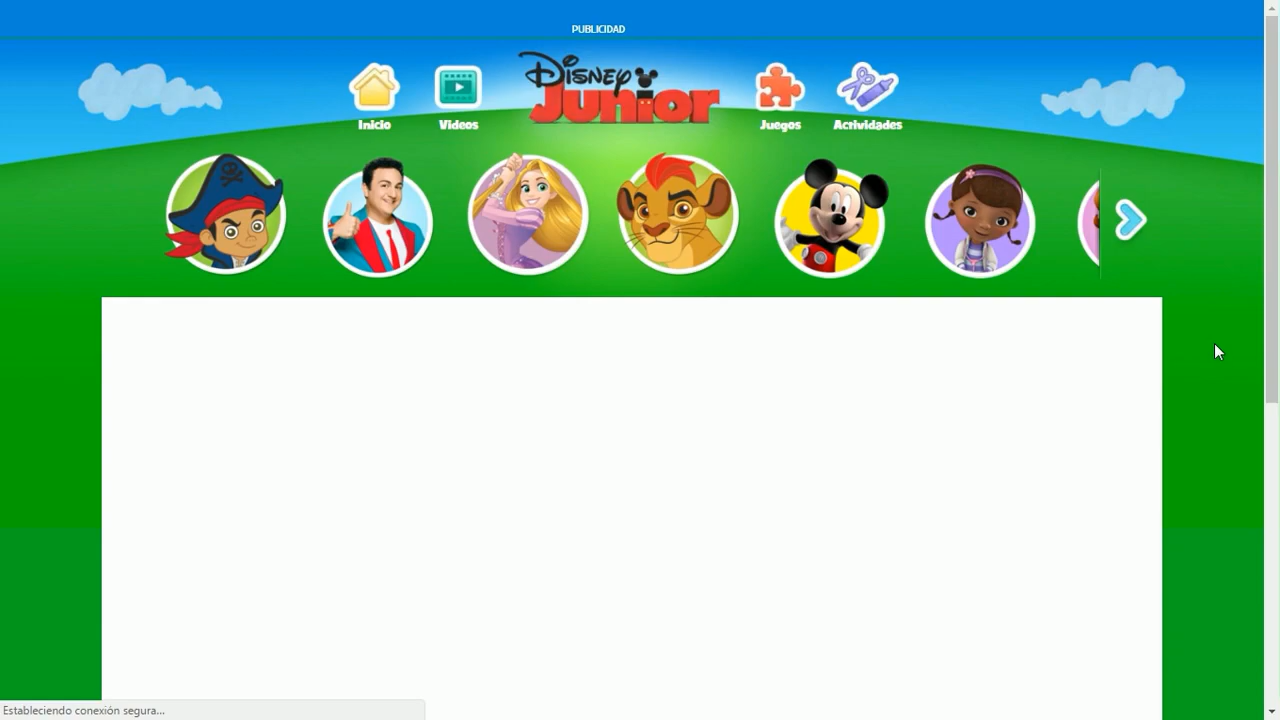 PUBLICIDAD
Disney
Junior
Inicio
Videos
Juegos
Actividades
Estableciendo conexión segura...